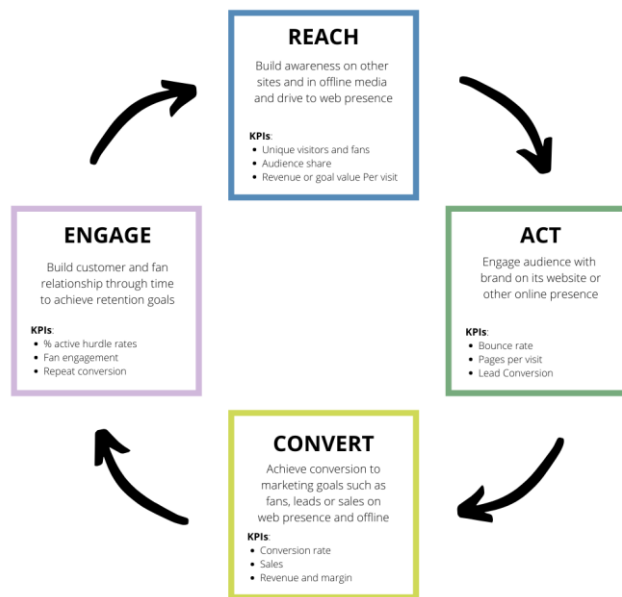 REACH
Build awareness on other
sites and in offline media
and drive to web presence
KPIs:
• Unique visitors and fans
• Audience share
• Revenue or goal value Per visit
ACT
Engage audience with
brand on its website or
other online presence
KPIs:
• Bounce rate
• Pages per visit
• Lead Conversion
CONVERT
Achieve conversion to
marketing goals such as
fans, leads or sales on
web presence and offline
KPIs:
• Conversion rate
• Sales
• Revenue and margin
ENGAGE
Build customer and fan
relationship through time
to achieve retention goals
KPIs:
• % active hurdle rates
• Fan engagement
• Repeat conversion